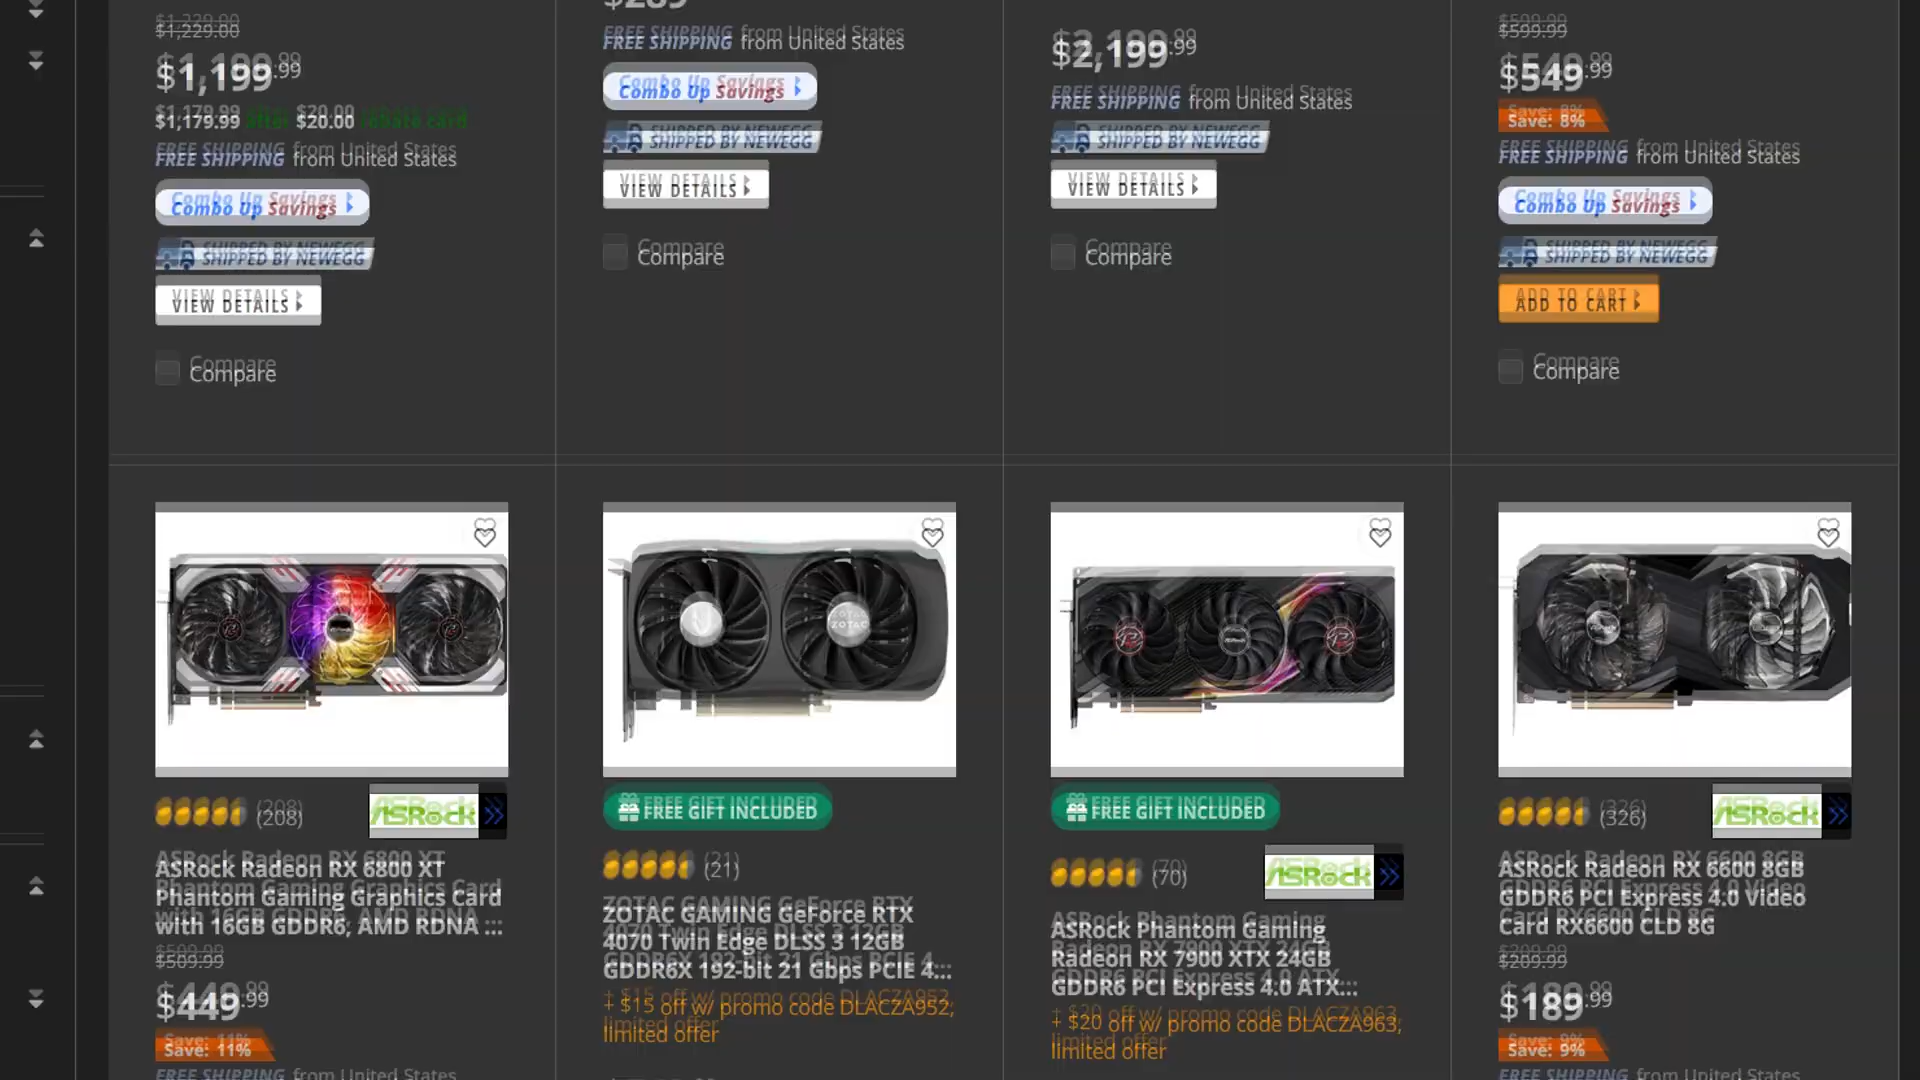 $1,229.00
$1,199.99
$1,179.99 after $20.00 rebate card
FREE SHIPPING from United States
Combo Up Savings
SHIPPED BY NEWEGG
VIEW DETAILS
Compare
$289
FREE SHIPPING from United States
Combo Up Savings
SHIPPED BY NEWEGG
VIEW DETAILS
Compare
$2,199.99
FREE SHIPPING from United States
SHIPPED BY NEWEGG
VIEW DETAILS
Compare
$599.99
$549.99
Save: 8%
FREE SHIPPING from United States
Combo Up Savings
SHIPPED BY NEWEGG
ADD TO CART
Compare
(208)
ASRock
ASRock Radeon RX 6800 XT
Phantom Gaming Graphics Card
with 16GB GDDR6, AMD RDNA ...
$509.99
$449.99
Save: 11%
FREE SHIPPING from United States
ZOTAC
FREE GIFT INCLUDED
(21)
ZOTAC GAMING GeForce RTX
4070 Twin Edge DLSS 3 12GB
GDDR6X 192-bit 21 Gbps PCIE 4...
+ $15 off w/ promo code DLACZA952,
limited offer
FREE GIFT INCLUDED
(70)
ASRock
ASRock Phantom Gaming
Radeon RX 7900 XTX 24GB
GDDR6 PCI Express 4.0 ATX...
+ $20 off w/ promo code DLACZA963,
limited offer
(326)
ASRock
ASRock Radeon RX 6600 8GB
GDDR6 PCI Express 4.0 Video
Card RX6600 CLD 8G
$209.99
$189.99
Save: 9%
FREE SHIPPING from United States